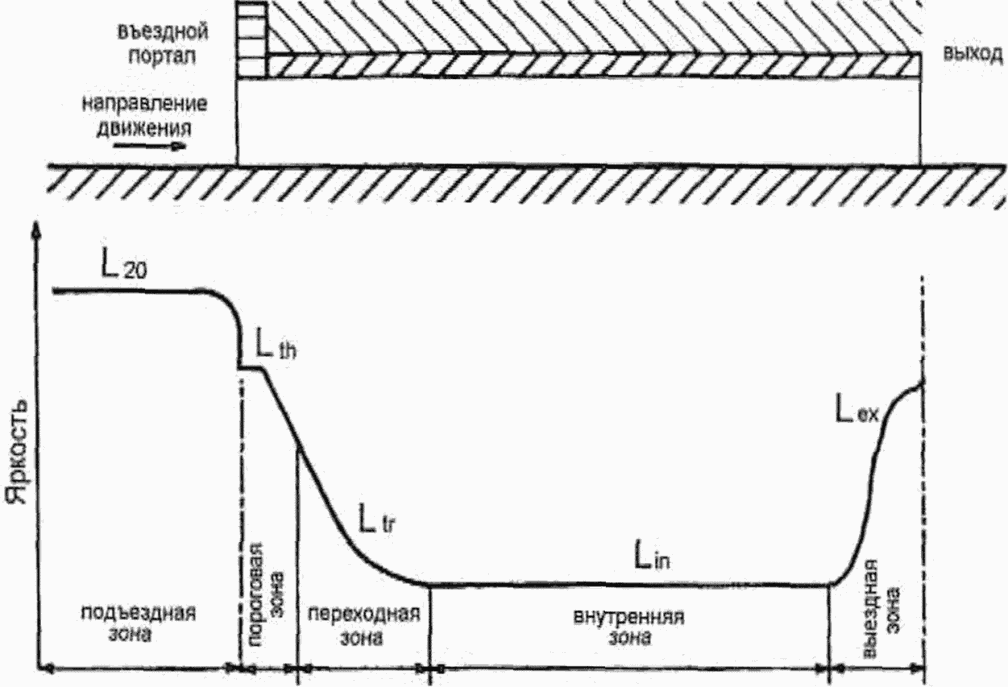 въездной
портал
выход
направление
движения
L20
Lth
Lex
Яркость
Ltr
Lin
подъездная
зона
пороговая
зона
переходная
зона
внутренняя
зона
выездная
зона